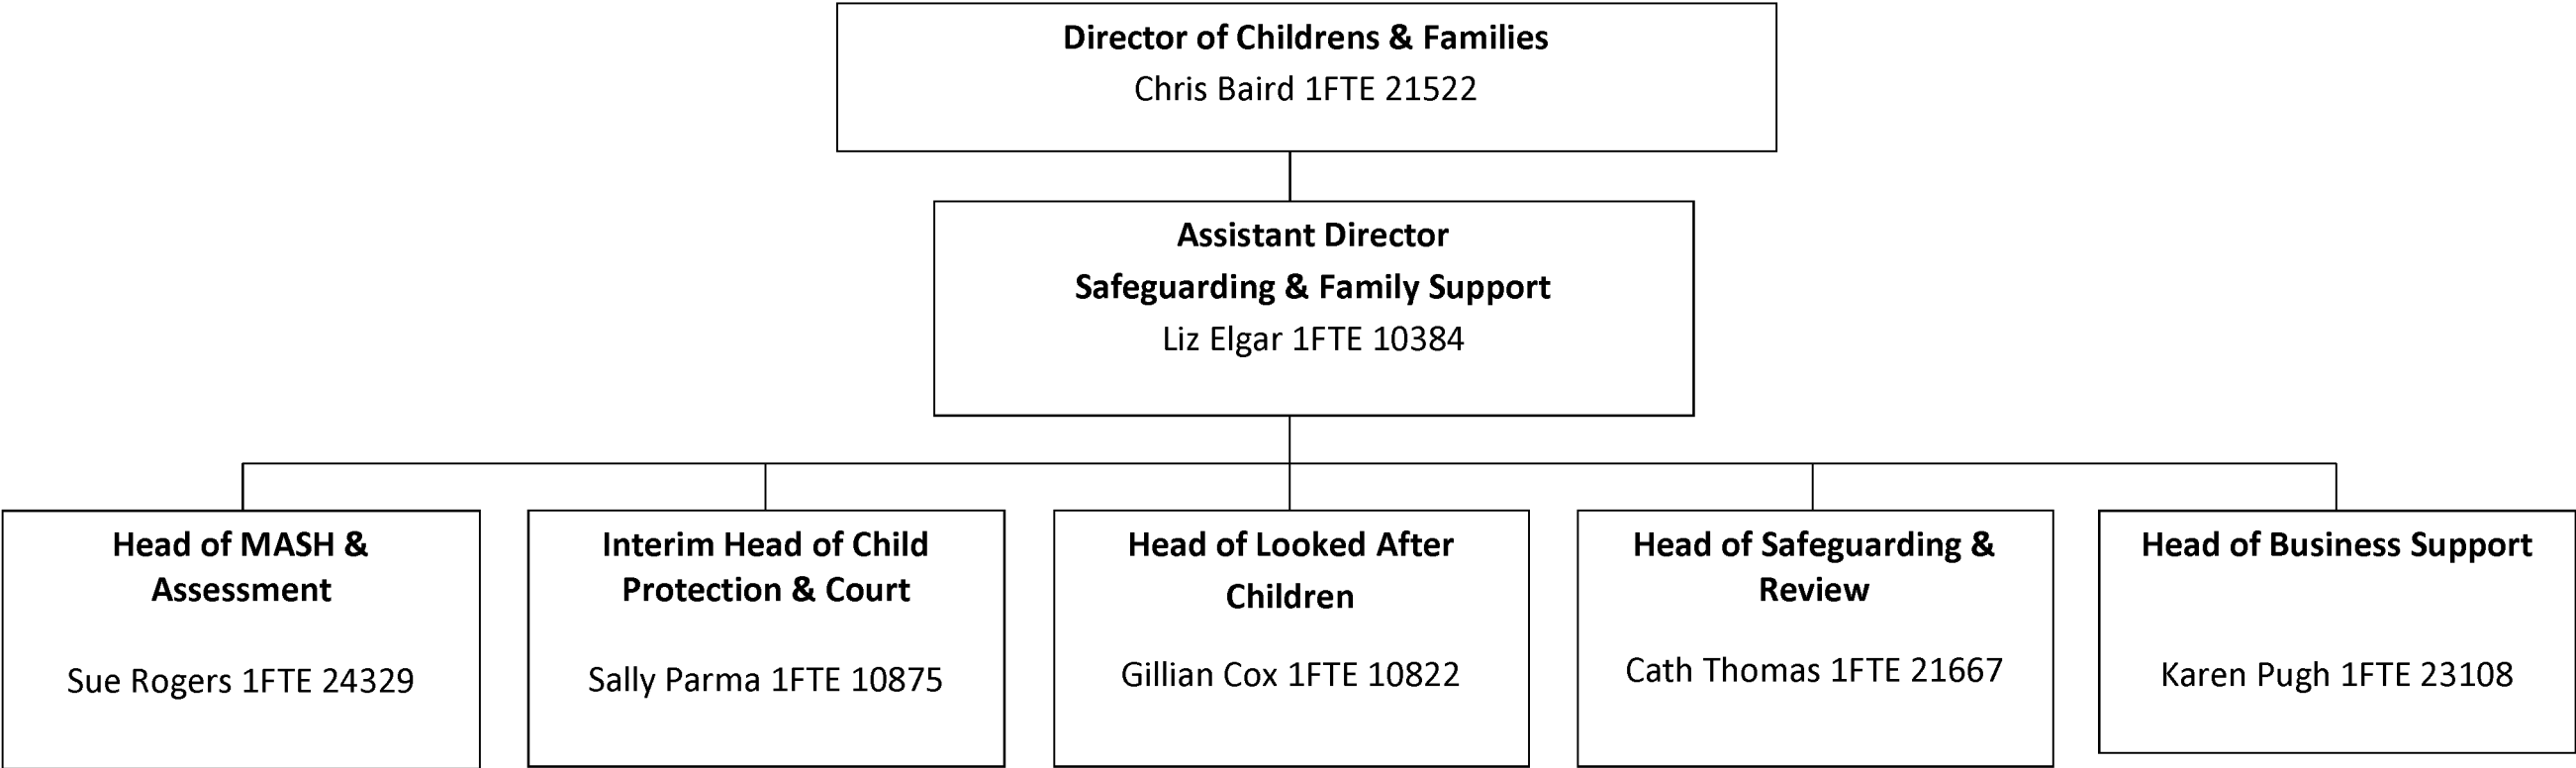 Director of Childrens & Families
Chris Baird 1FTE 21522
Assistant Director
Safeguarding & Family Support
Liz Elgar 1FTE 10384
Head of MASH &
Assessment
Sue Rogers 1FTE 24329
Interim Head of Child
Protection & Court
Sally Parma 1FTE 10875
Head of Looked After
Children
Gillian Cox 1FTE 10822
Head of Safeguarding &
Review
Cath Thomas 1FTE 21667
Head of Business Support
Karen Pugh 1FTE 23108